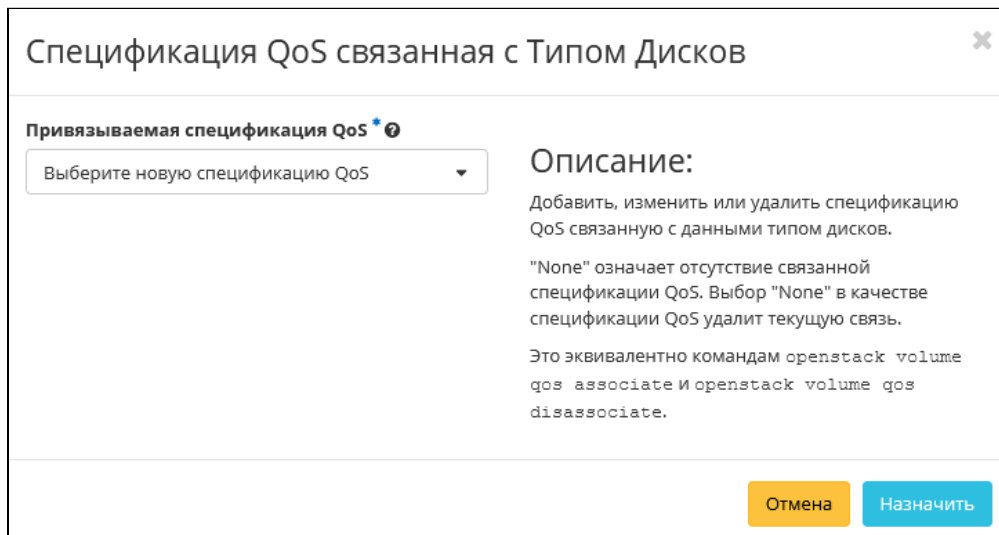 Спецификация QoS связанная с Типом Дисков
Привязываемая спецификация QoS *
Выберите новую спецификацию QoS
Описание:
Добавить, изменить или удалить спецификацию
QoS связанную с данными типом дисков.
"None" означает отсутствие связанной
спецификации QoS. Выбор "None" в качестве
спецификации QoS удалит текущую связь.
Это эквивалентно командам openstack volume
qos associate и openstack volume qos
disassociate.
Отмена
Назначить